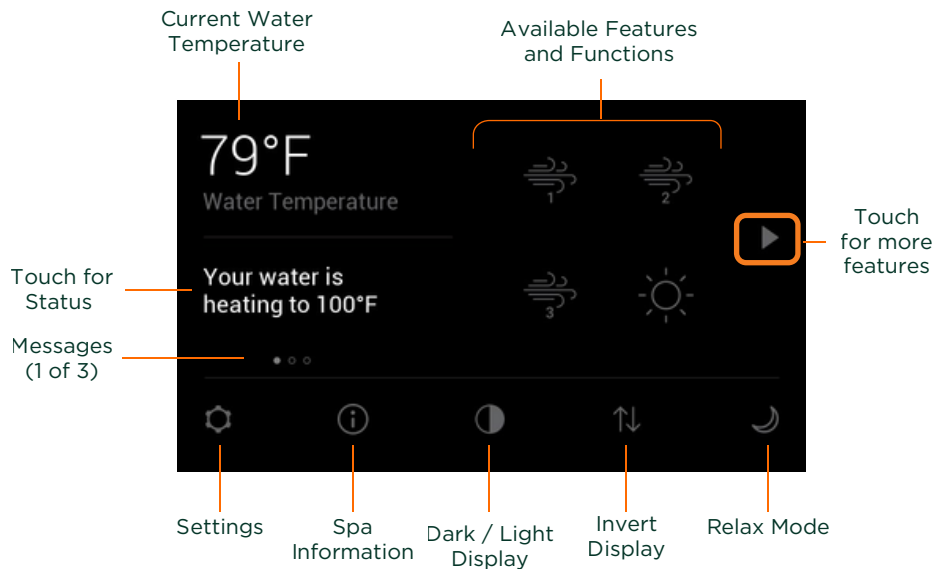 Current Water
Temperature
Available Features
and Functions
79°F
Water Temperature
1
2
Touch
for more
features
Touch for
Status
Your water is
heating to 100°F
3
Messages
(1 of 3)
Settings
Spa
Information
Dark / Light
Display
Invert
Display
Relax Mode